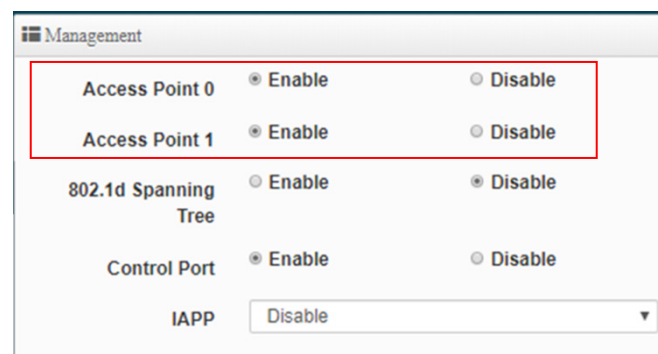 Management
Access Point 0 Enable Disable
Access Point 1 Enable Disable
802.1d Spanning Tree Enable Disable
Control Port Enable Disable
IAPP Disable